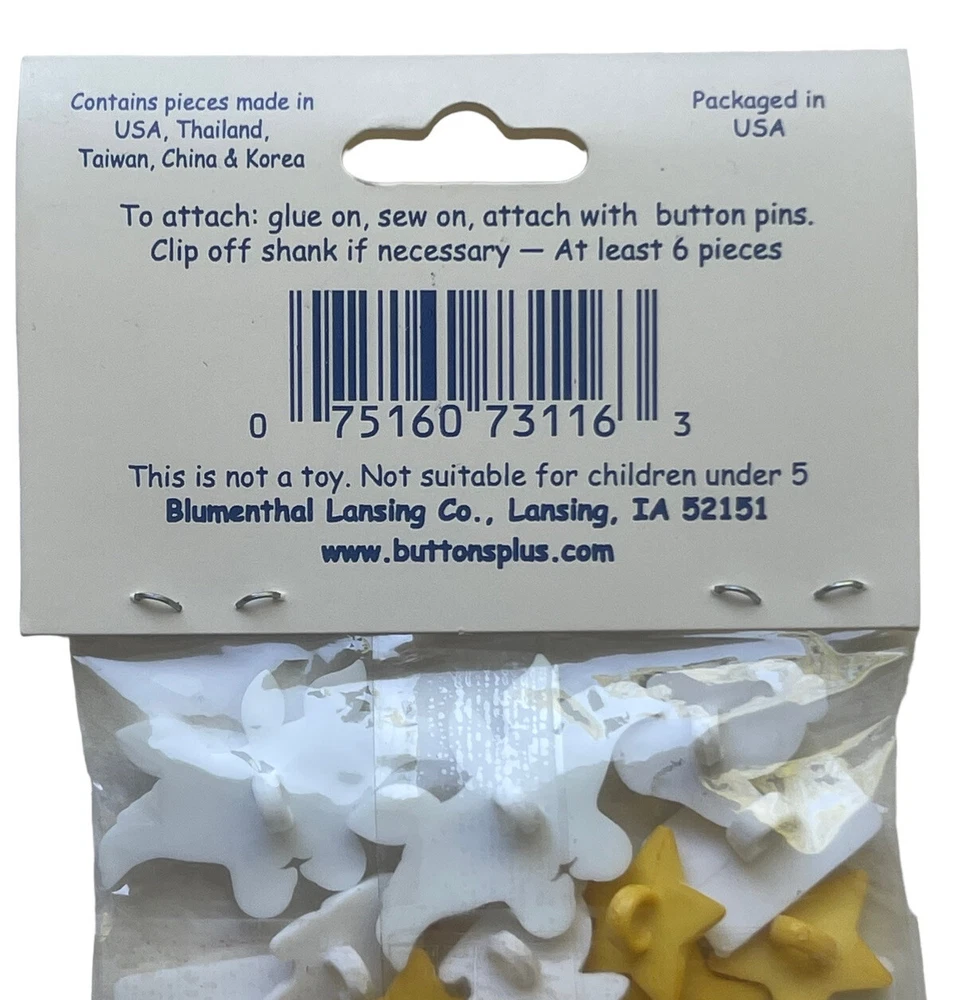 Contains pieces made in
USA, Thailand,
Taiwan, China & Korea
Packaged in
USA
To attach: glue on, sew on, attach with button pins.
Clip off shank if necessary — At least 6 pieces
0 75160 73116 3
This is not a toy. Not suitable for children under 5
Blumenthal Lansing Co., Lansing, IA 52151
www.buttonsplus.com